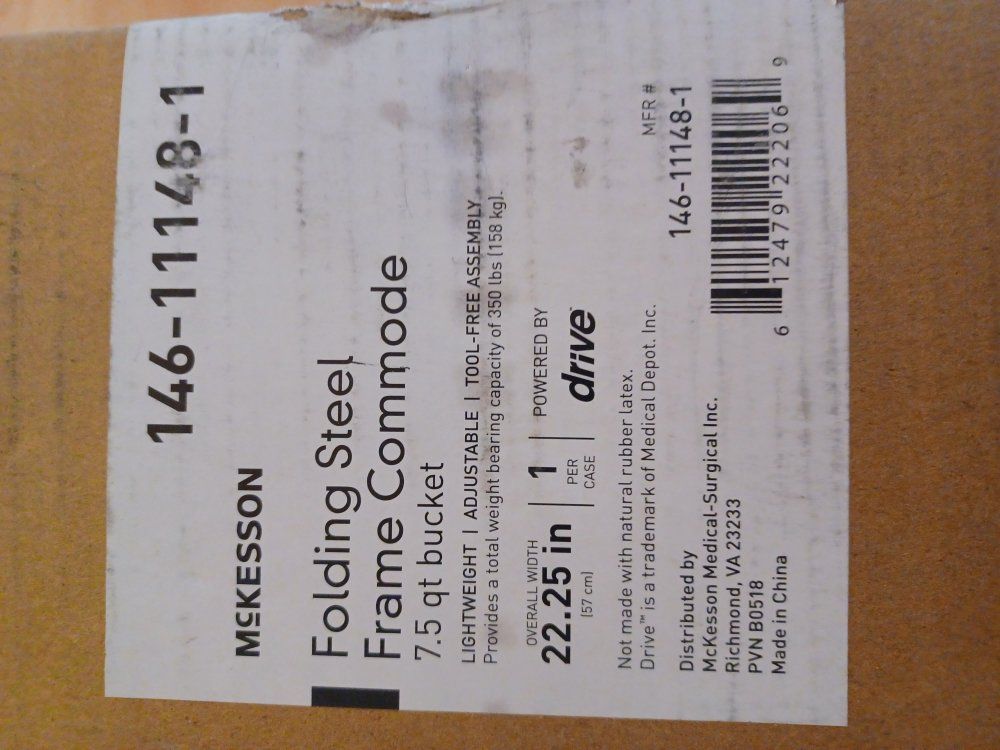 146-11148-1
McKESSON
Folding Steel
Frame Commode
7.5 qt bucket
LIGHTWEIGHT | ADJUSTABLE | TOOL-FREE ASSEMBLY
Provides a total weight bearing capacity of 350 lbs (158 kg).
OVERALL WIDTH
22.25 in
(57 cm)
1
PER
CASE
POWERED BY
drive™
Not made with natural rubber latex.
Drive™ is a trademark of Medical Depot. Inc.
Distributed by
McKesson Medical-Surgical Inc.
Richmond, VA 23233
PVN B0518
Made in China
MFR #
146-11148-1
6 12479 22206 9